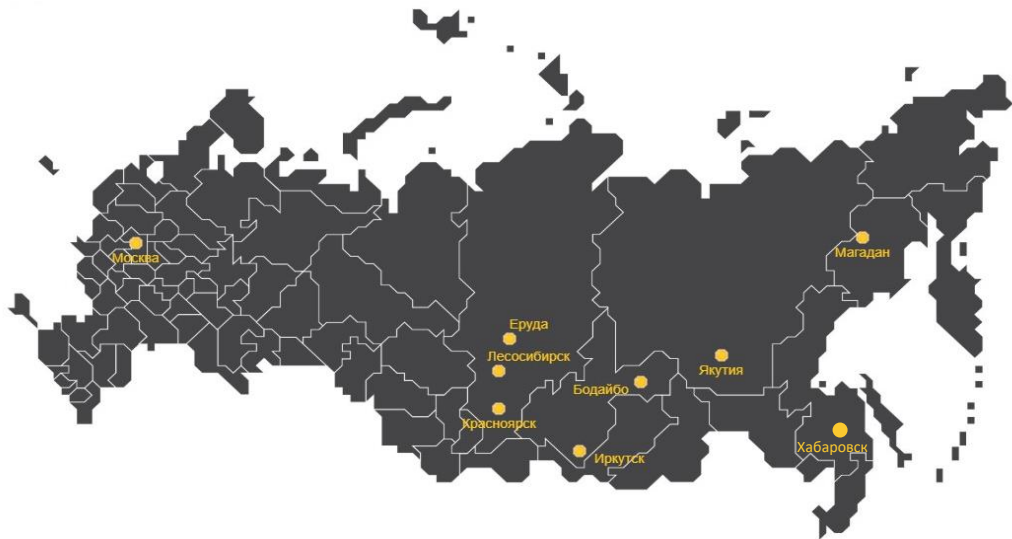 Москва
Магадан
Еруда
Лесосибирск
Якутия
Бодайбо
Красноярск
Хабаровск
Иркутск